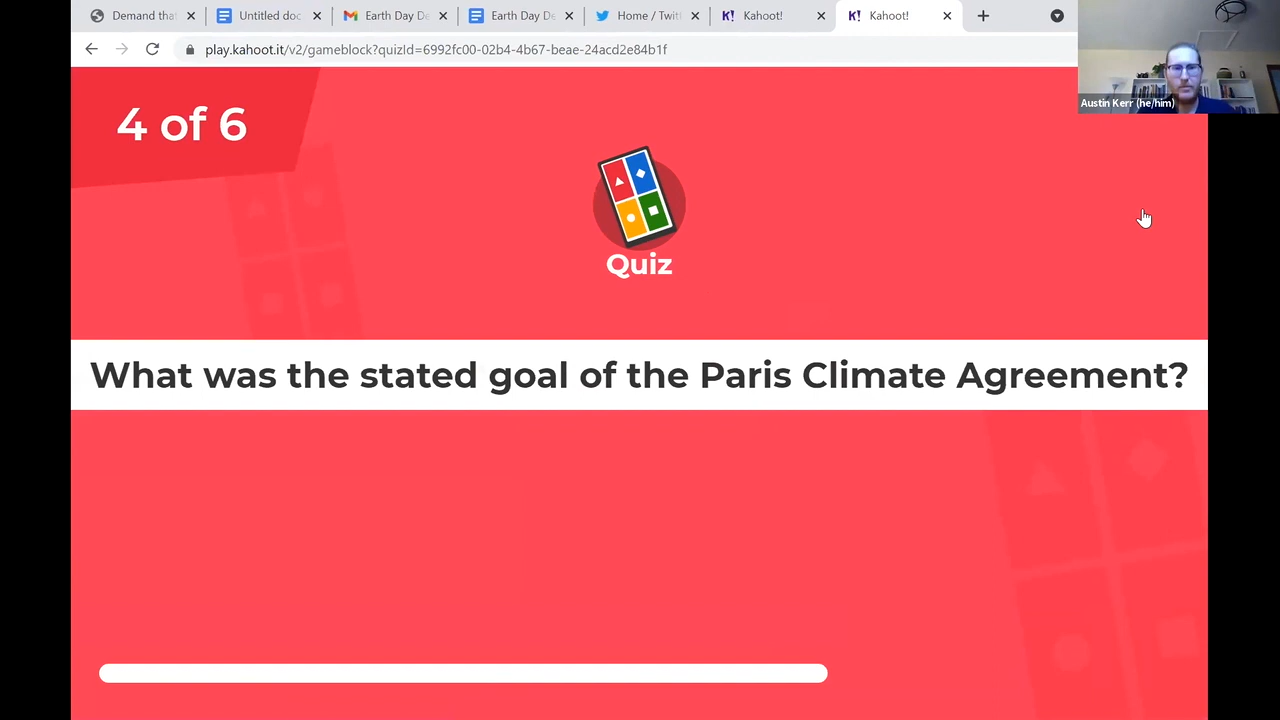 Demand that
Untitled doc
Earth Day De
Earth Day De
Home / Twitt
Kahoot!
Kahoot!
play.kahoot.it/v2/gameblock?quizId=6992fc00-02b4-4b67-beae-24acd2e84b1f
Austin Kerr (he/him)
4 of 6
Quiz
What was the stated goal of the Paris Climate Agreement?